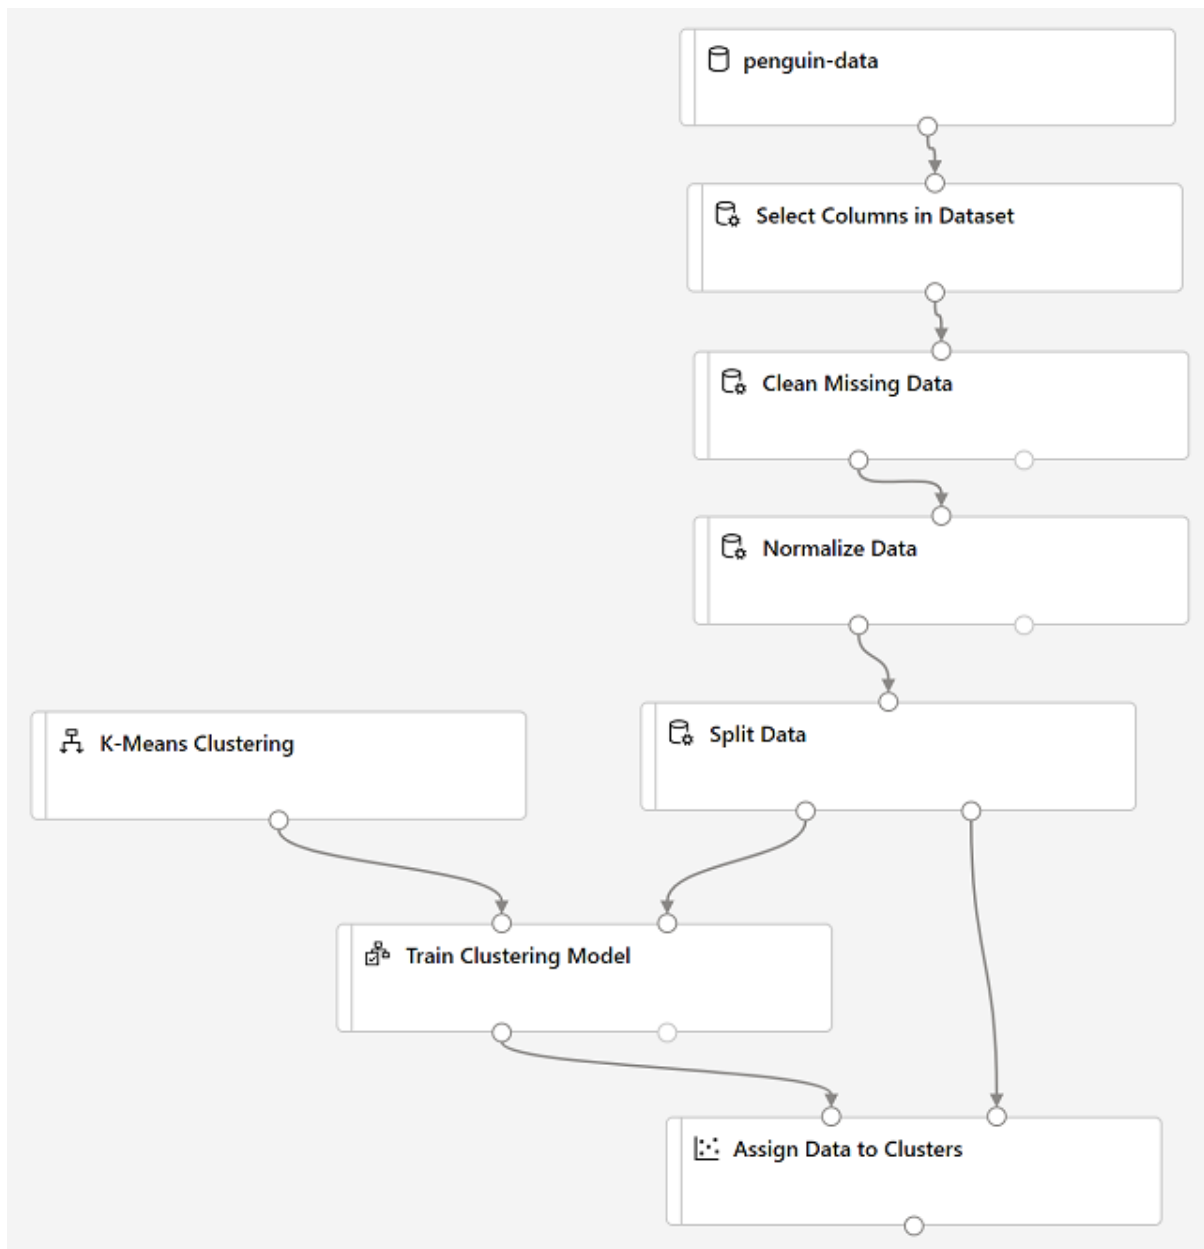 penguin-data
Select Columns in Dataset
Clean Missing Data
Normalize Data
K-Means Clustering
Split Data
Train Clustering Model
Assign Data to Clusters